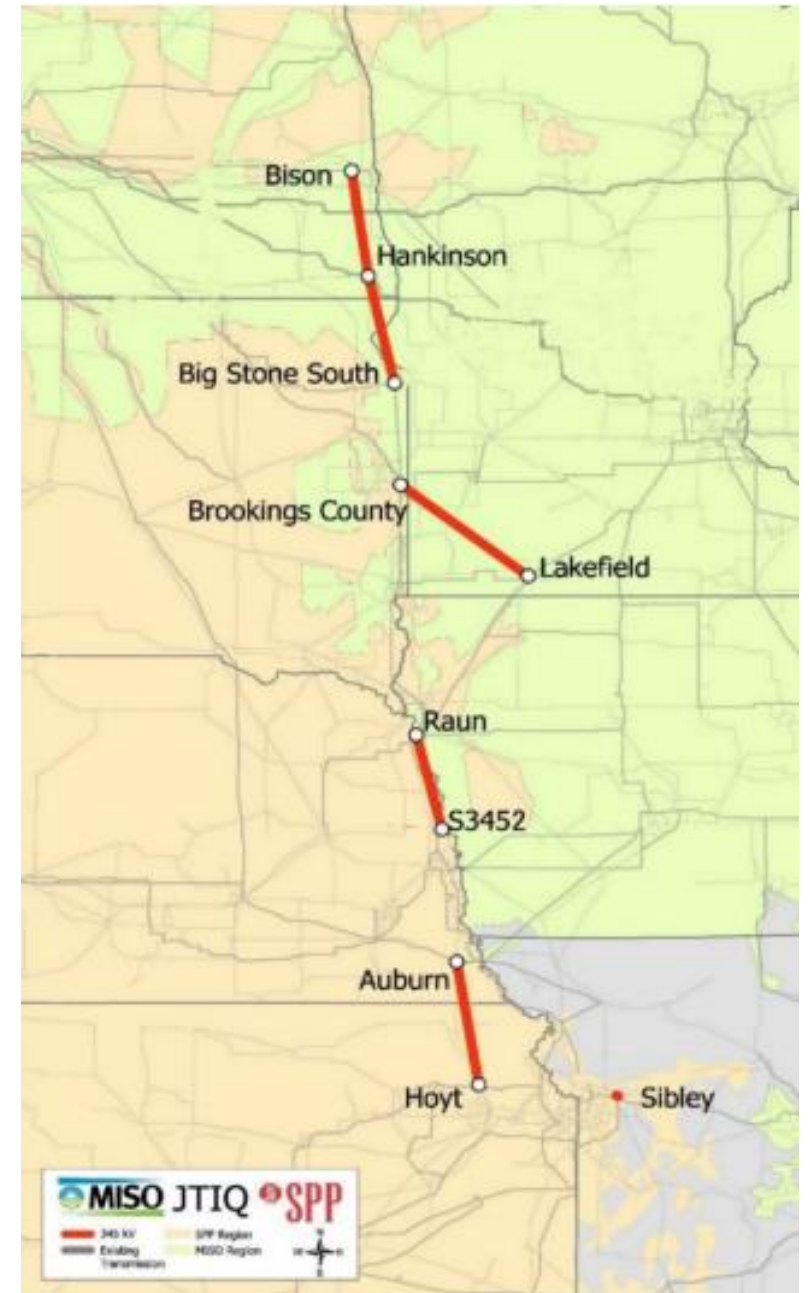 Bison
Hankinson
Big Stone South
Brookings County
Lakefield
Raun
S3452
Auburn
Hoyt
Sibley
MISO JTIQ SPP
345 kV
SPP Region
Existing
Transmission
MISO Region
N
S